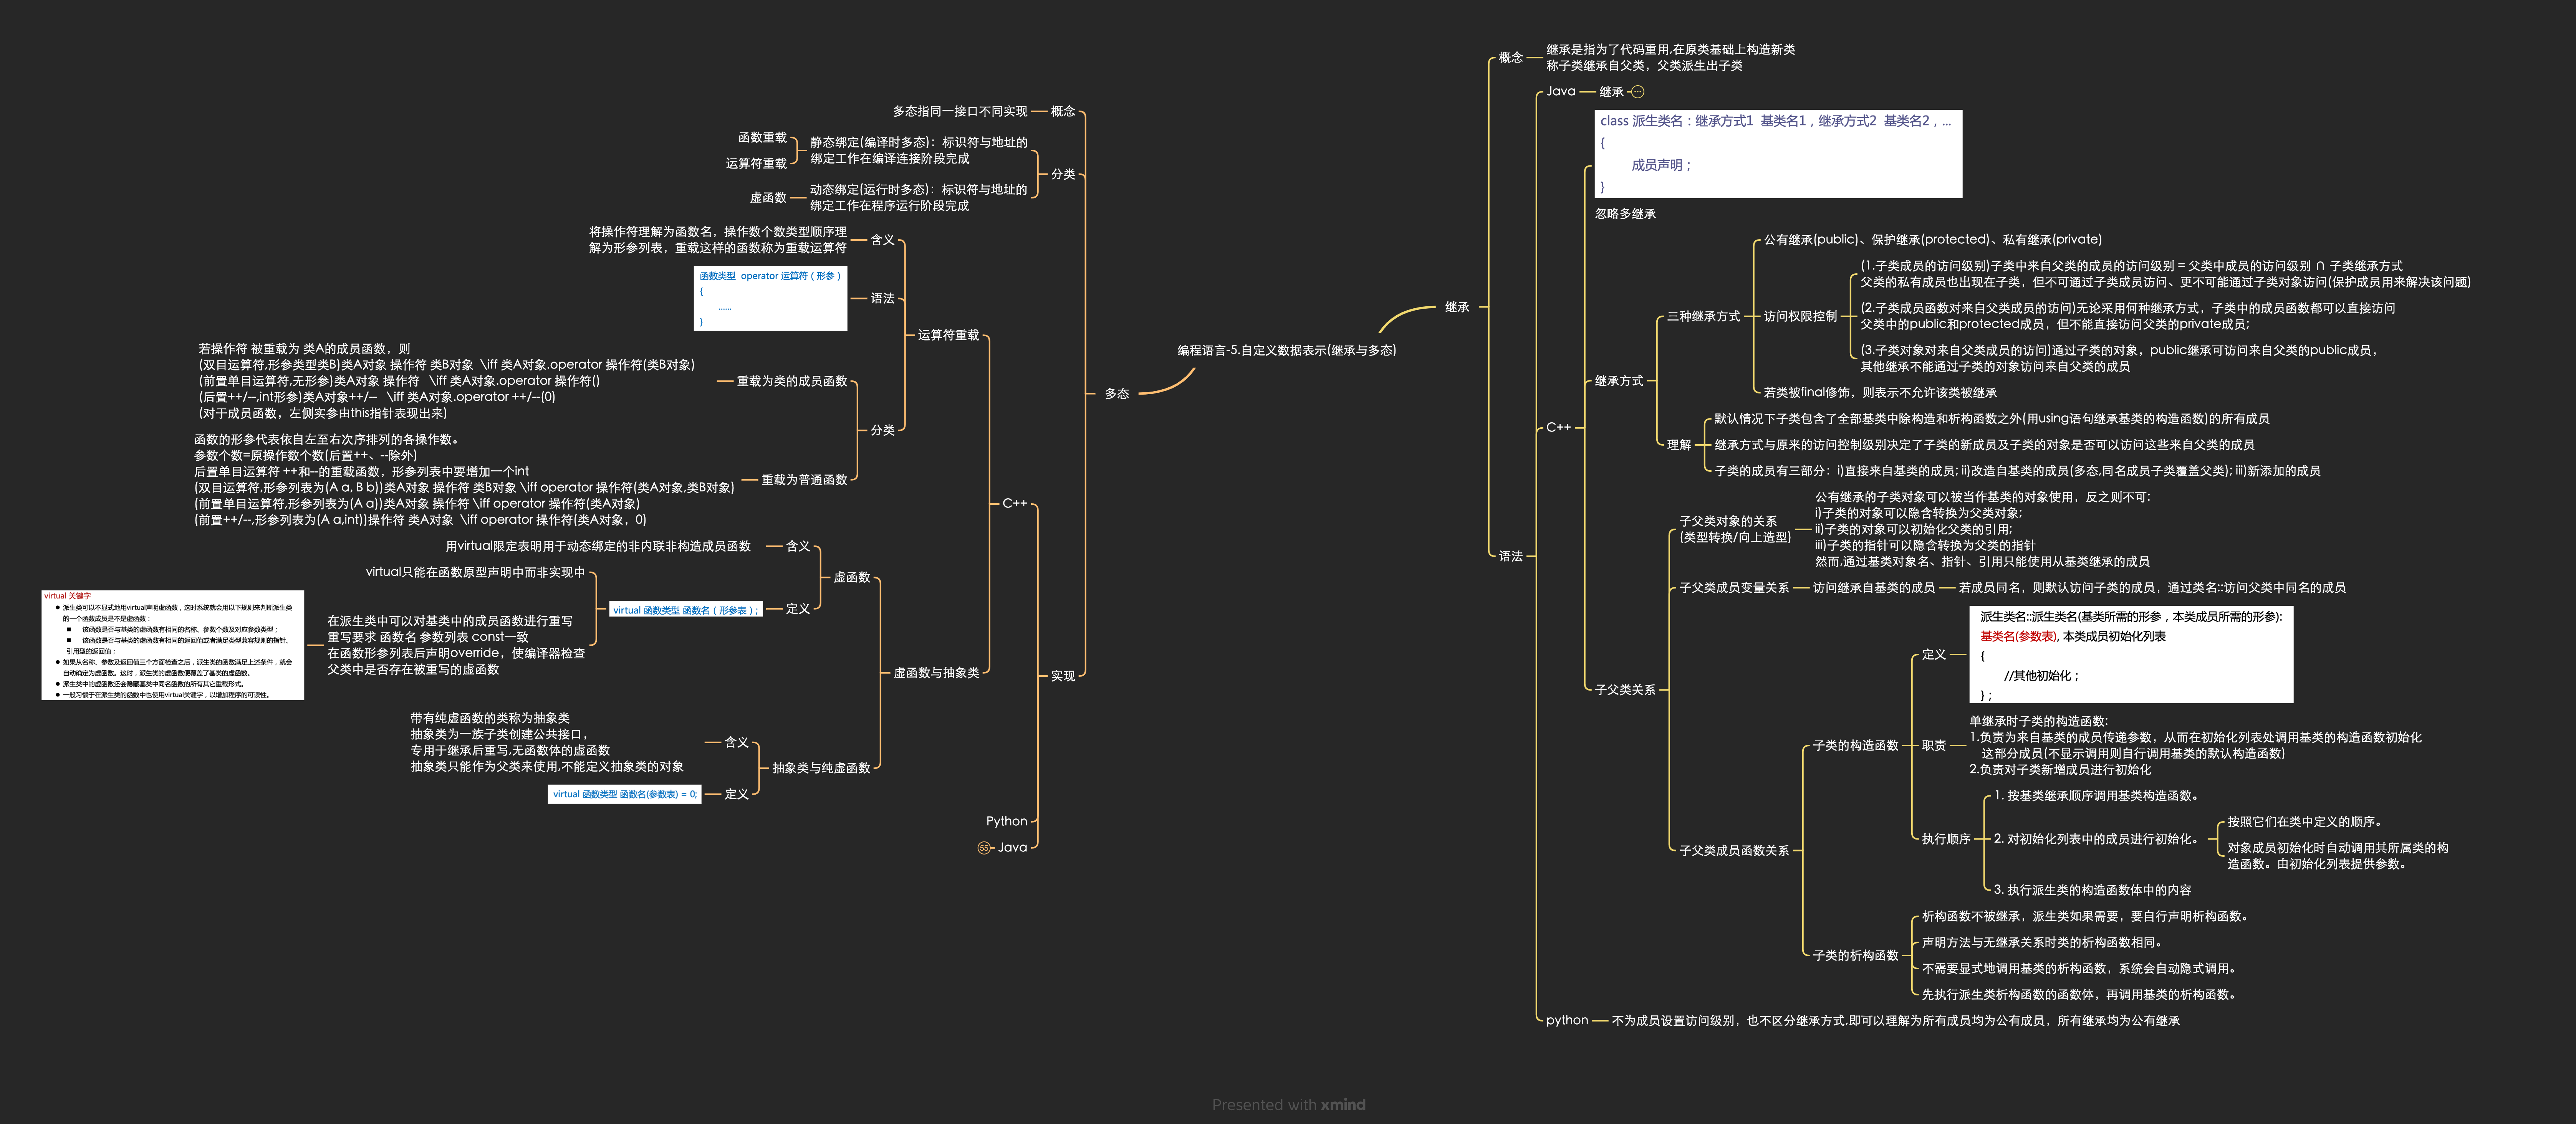 编程语言-5.自定义数据表示(继承与多态)
继承
概念
继承是指为了代码重用,在原类基础上构造新类
称子类继承自父类，父类派生出子类
语法
Java
继承
C++
class 派生类名：继承方式1 基类名1，继承方式2 基类名2，...
{
成员声明；
}
忽略多继承
继承方式
三种继承方式
公有继承(public)、保护继承(protected)、私有继承(private)
访问权限控制
(1.子类成员的访问级别)子类中来自父类的成员的访问级别 = 父类中成员的访问级别 ∩ 子类继承方式
父类的私有成员也出现在子类，但不可通过子类成员访问、更不可能通过子类对象访问(保护成员用来解决该问题)
(2.子类成员函数对来自父类成员的访问)无论采用何种继承方式，子类中的成员函数都可以直接访问
父类中的public和protected成员，但不能直接访问父类的private成员;
(3.子类对象对来自父类成员的访问)通过子类的对象，public继承可访问来自父类的public成员，
其他继承不能通过子类的对象访问来自父类的成员
若类被final修饰，则表示不允许该类被继承
理解
默认情况下子类包含了全部基类中除构造和析构函数之外(用using语句继承基类的构造函数)的所有成员
继承方式与原来的访问控制级别决定了子类的新成员及子类的对象是否可以访问这些来自父类的成员
子类的成员有三部分：i)直接来自基类的成员; ii)改造自基类的成员(多态,同名成员子类覆盖父类); iii)新添加的成员
子父类关系
子父类对象的关系
(类型转换/向上造型)
公有继承的子类对象可以被当作基类的对象使用，反之则不可:
i)子类的对象可以隐含转换为父类对象;
ii)子类的对象可以初始化父类的引用;
iii)子类的指针可以隐含转换为父类的指针
然而,通过基类对象名、指针、引用只能使用从基类继承的成员
子父类成员变量关系
访问继承自基类的成员
若成员同名，则默认访问子类的成员，通过类名::访问父类中同名的成员
子父类成员函数关系
子类的构造函数
定义
派生类名::派生类名(基类所需的形参，本类成员所需的形参):
基类名(参数表), 本类成员初始化列表
{
//其他初始化；
}；
职责
单继承时子类的构造函数:
1.负责为来自基类的成员传递参数，从而在初始化列表处调用基类的构造函数初始化
这部分成员(不显示调用则自行调用基类的默认构造函数)
2.负责对子类新增成员进行初始化
执行顺序
1. 按基类继承顺序调用基类构造函数。
2. 对初始化列表中的成员进行初始化。
按照它们在类中定义的顺序。
对象成员初始化时自动调用其所属类的构
造函数。由初始化列表提供参数。
3. 执行派生类的构造函数体中的内容
子类的析构函数
析构函数不被继承，派生类如果需要，要自行声明析构函数。
声明方法与无继承关系时类的析构函数相同。
不需要显式地调用基类的析构函数，系统会自动隐式调用。
先执行派生类析构函数的函数体，再调用基类的析构函数。
python
不为成员设置访问级别，也不区分继承方式,即可以理解为所有成员均为公有成员，所有继承均为公有继承
多态
概念
多态指同一接口不同实现
分类
静态绑定(编译时多态)：标识符与地址的
绑定工作在编译连接阶段完成
函数重载
运算符重载
动态绑定(运行时多态)：标识符与地址的
绑定工作在程序运行阶段完成
虚函数
实现
C++
运算符重载
含义
将操作符理解为函数名，操作数个数类型顺序理
解为形参列表，重载这样的函数称为重载运算符
语法
函数类型 operator 运算符（形参）
{
......
}
分类
重载为类的成员函数
若操作符 被重载为 类A的成员函数，则
(双目运算符,形参类型类B)类A对象 操作符 类B对象 \iff 类A对象.operator 操作符(类B对象)
(前置单目运算符,无形参)类A对象 操作符 \iff 类A对象.operator 操作符()
(后置++/--,int形参)类A对象++/-- \iff 类A对象.operator ++/--(0)
(对于成员函数，左侧实参由this指针表现出来)
重载为普通函数
函数的形参代表依自左至右次序排列的各操作数。
参数个数=原操作数个数(后置++、--除外)
后置单目运算符 ++和--的重载函数，形参列表中要增加一个int
(双目运算符,形参列表为(A a, B b))类A对象 操作符 类B对象 \iff operator 操作符(类A对象,类B对象)
(前置单目运算符,形参列表为(A a))类A对象 操作符 \iff operator 操作符(类A对象)
(前置++/--,形参列表为(A a,int))操作符 类A对象 \iff operator 操作符(类A对象，0)
虚函数与抽象类
虚函数
含义
用virtual限定表明用于动态绑定的非内联非构造成员函数
定义
virtual 函数类型 函数名（形参表）;
virtual只能在函数原型声明中而非实现中
在派生类中可以对基类中的成员函数进行重写
重写要求 函数名 参数列表 const一致
在函数形参列表后声明override，使编译器检查
父类中是否存在被重写的虚函数
virtual 关键字
● 派生类可以不显式地用virtual声明虚函数，这时系统就会用以下规则来判断派生类
的一个函数成员是不是虚函数：
■ 该函数是否与基类的虚函数有相同的名称、参数个数及对应参数类型；
■ 该函数是否与基类的虚函数有相同的返回值或者满足类型兼容规则的指针、
引用型的返回值；
● 如果从名称、参数及返回值三个方面检查之后，派生类的函数满足上述条件，就会
自动确定为虚函数。这时，派生类的虚函数便覆盖了基类的虚函数。
● 派生类中的虚函数还会隐藏基类中同名函数的所有其它重载形式。
● 一般习惯于在派生类的函数中也使用virtual关键字，以增加程序的可读性。
抽象类与纯虚函数
含义
带有纯虚函数的类称为抽象类
抽象类为一族子类创建公共接口，
专用于继承后重写,无函数体的虚函数
抽象类只能作为父类来使用,不能定义抽象类的对象
定义
virtual 函数类型 函数名(参数表) = 0;
Python
Java
55
Presented with xmind